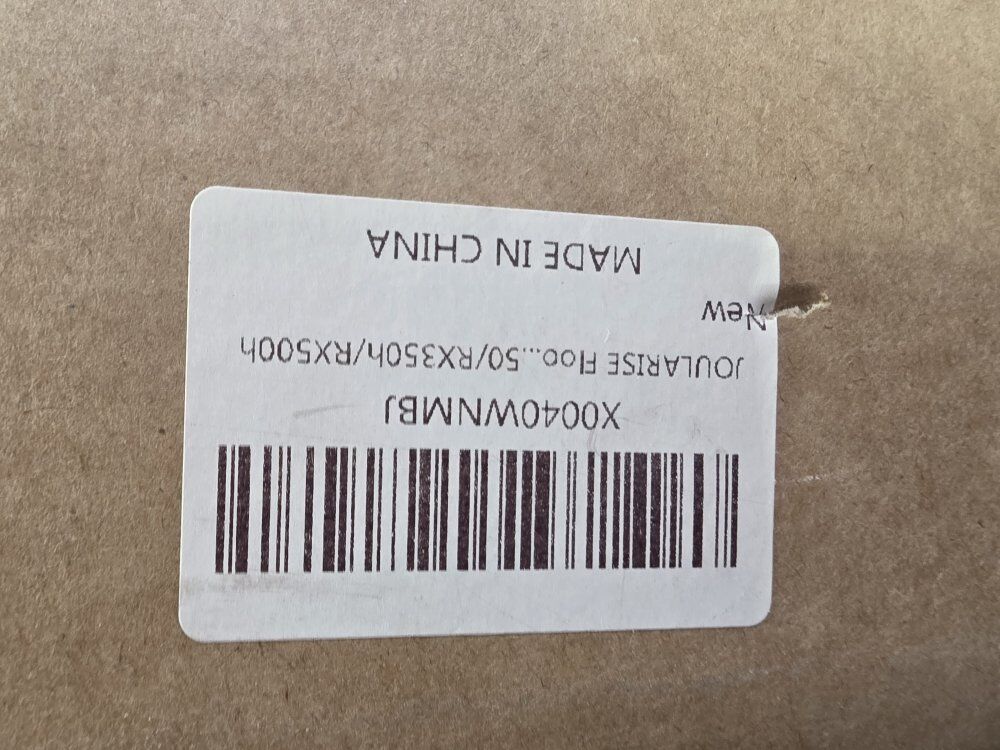 X0040WNMBJ
JOULARISE Floo...50/RX350h/RX500h
New
MADE IN CHINA